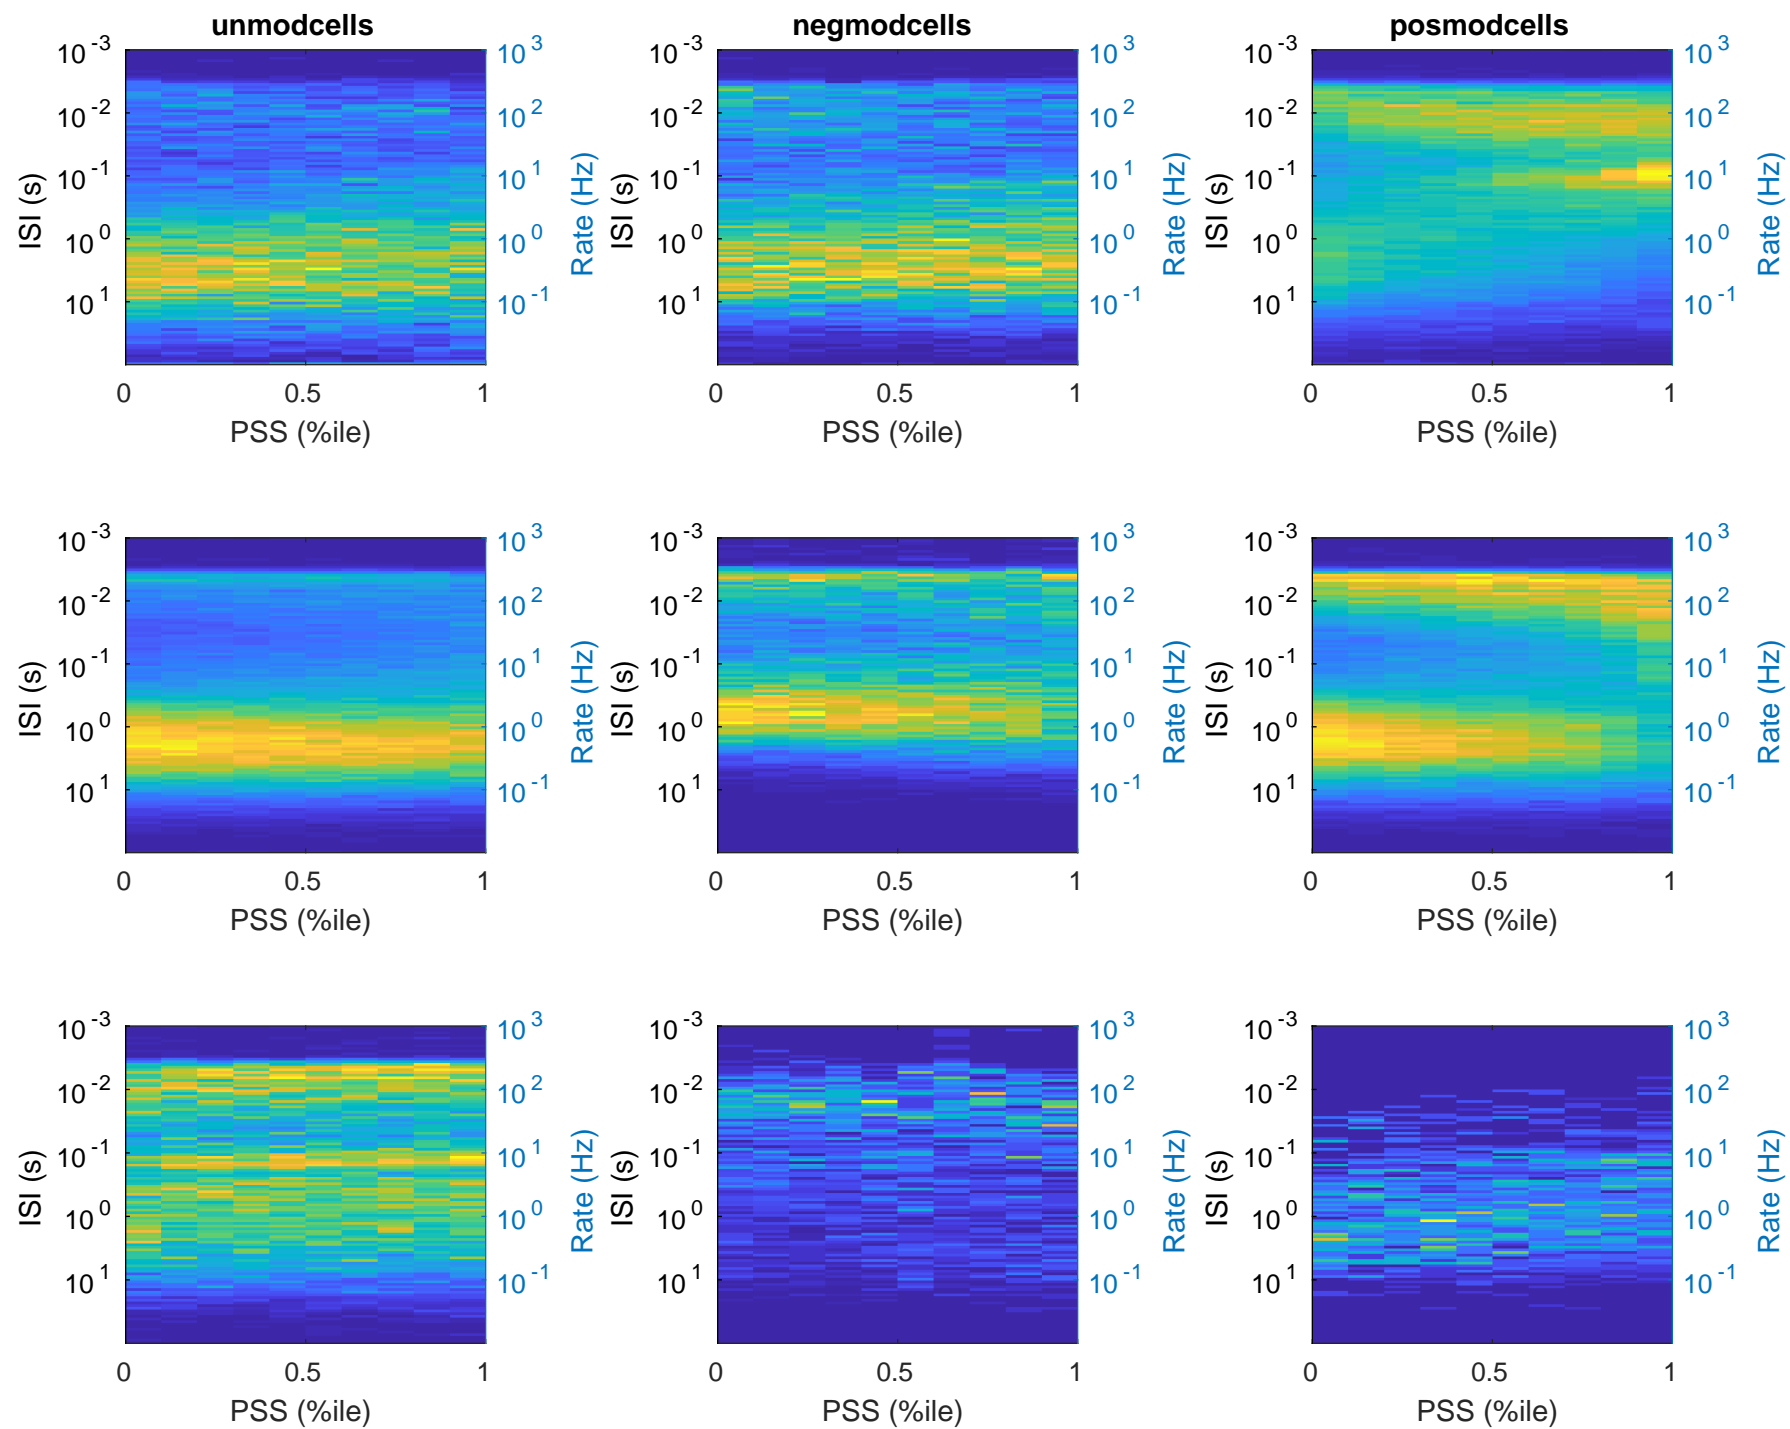 unmodcells negmodcells posmodcells
10^-3 10^3 10^-3 10^3 10^-3 10^3
10^-2 10^2 10^-2 10^2 10^-2 10^2
10^-1 10^1 10^-1 10^1 10^-1 10^1
ISI (s) Rate (Hz) ISI (s) Rate (Hz) ISI (s) Rate (Hz)
10^0 10^0 10^0 10^0 10^0 10^0
10^1 10^-1 10^1 10^-1 10^1 10^-1
0 0.5 1 0 0.5 1 0 0.5 1
PSS (%ile) PSS (%ile) PSS (%ile)
10^-3 10^3 10^-3 10^3 10^-3 10^3
10^-2 10^2 10^-2 10^2 10^-2 10^2
10^-1 10^1 10^-1 10^1 10^-1 10^1
ISI (s) Rate (Hz) ISI (s) Rate (Hz) ISI (s) Rate (Hz)
10^0 10^0 10^0 10^0 10^0 10^0
10^1 10^-1 10^1 10^-1 10^1 10^-1
0 0.5 1 0 0.5 1 0 0.5 1
PSS (%ile) PSS (%ile) PSS (%ile)
10^-3 10^3 10^-3 10^3 10^-3 10^3
10^-2 10^2 10^-2 10^2 10^-2 10^2
10^-1 10^1 10^-1 10^1 10^-1 10^1
ISI (s) Rate (Hz) ISI (s) Rate (Hz) ISI (s) Rate (Hz)
10^0 10^0 10^0 10^0 10^0 10^0
10^1 10^-1 10^1 10^-1 10^1 10^-1
0 0.5 1 0 0.5 1 0 0.5 1
PSS (%ile) PSS (%ile) PSS (%ile)